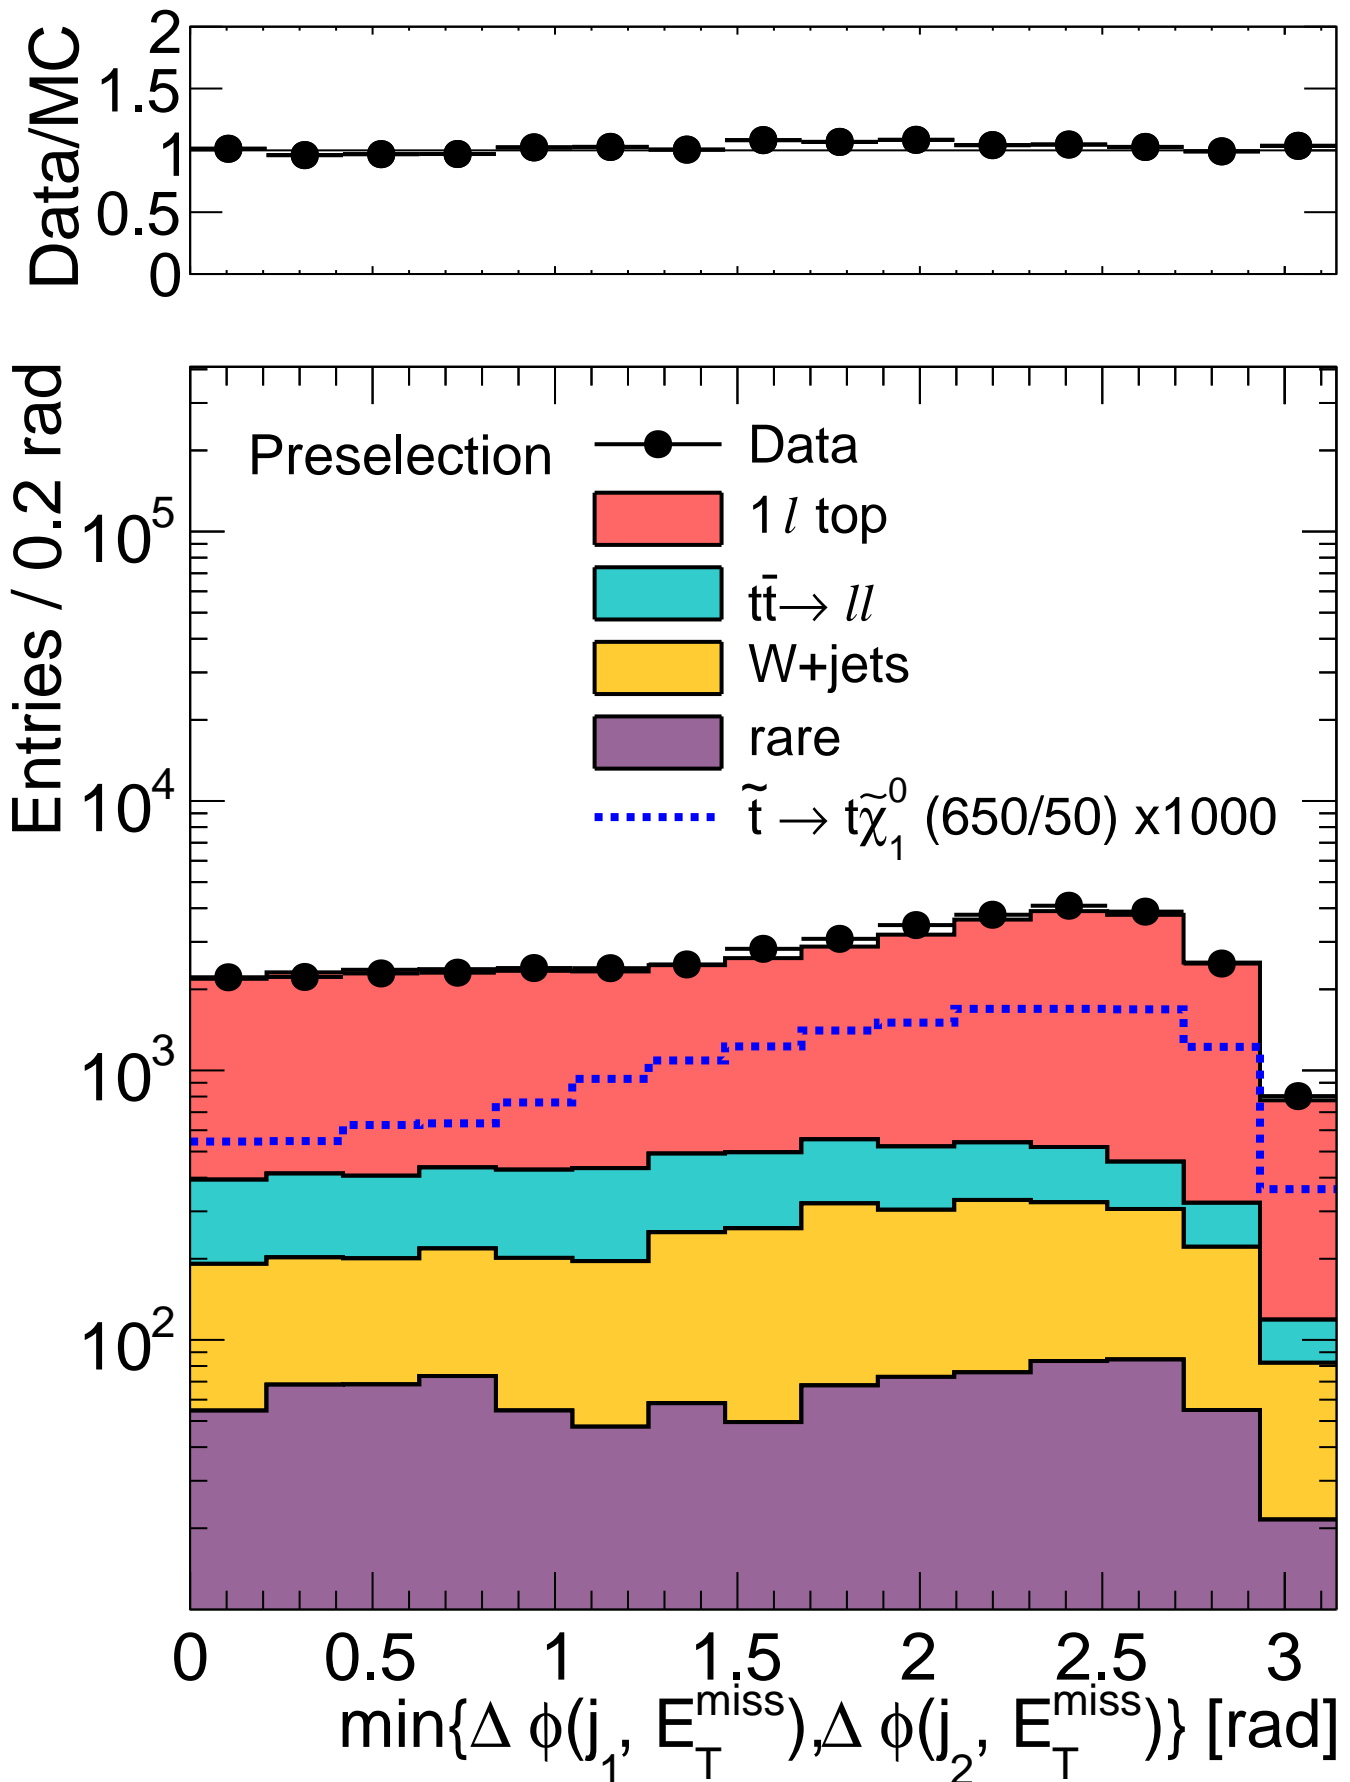 Data/MC
2
1.5
1
0.5
0
Entries / 0.2 rad
Preselection
Data
1 l top
tt̄→ ll
W+jets
rare
t̃ → tχ̃₁⁰ (650/50) x1000
10⁵
10⁴
10³
10²
0 0.5 1 1.5 2 2.5 3
min{Δ ϕ(j₁, E_T^miss),Δ ϕ(j₂, E_T^miss)} [rad]